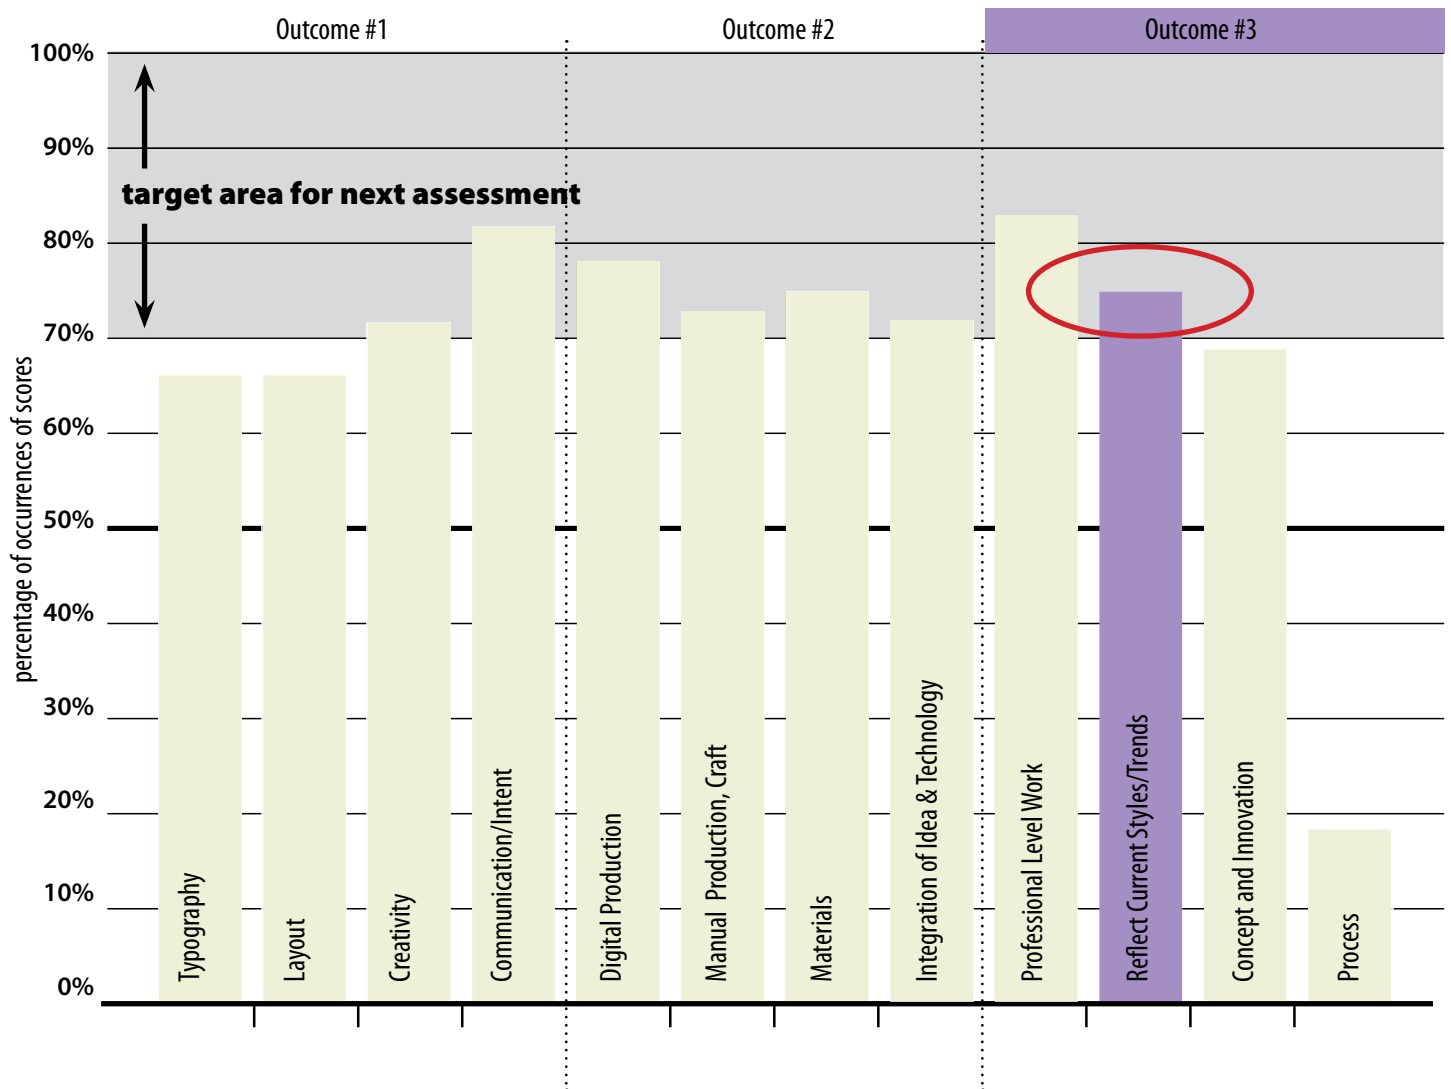 Outcome #1
Outcome #2
Outcome #3
100%
90%
target area for next assessment
80%
70%
60%
50%
40%
30%
20%
10%
0%
percentage of occurrences of scores
Typography
Layout
Creativity
Communication/Intent
Digital Production
Manual Production, Craft
Materials
Integration of Idea & Technology
Professional Level Work
Reflect Current Styles/Trends
Concept and Innovation
Process